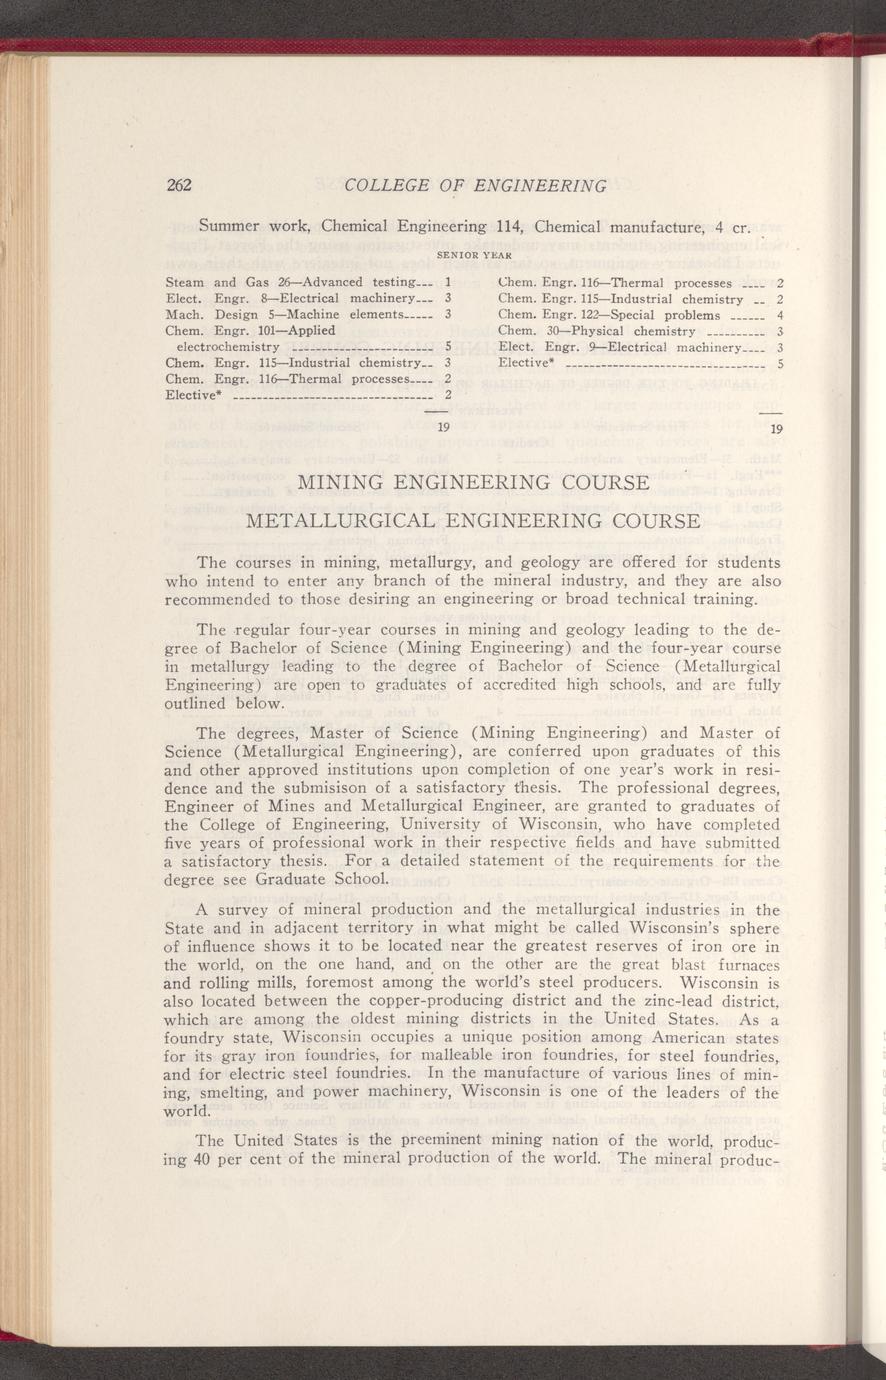 262 COLLEGE OF ENGINEERING
Summer work, Chemical Engineering 114, Chemical manufacture, 4 cr.
SENIOR YEAR
Steam and Gas 26—Advanced testing--- 1
Elect. Engr. 8—Electrical machinery--- 3
Mach. Design 5—Machine elements----- 3
Chem. Engr. 101—Applied
electrochemistry ---------------------- 5
Chem. Engr. 115—Industrial chemistry-- 3
Chem. Engr. 116—Thermal processes---- 2
Elective* -------------------------------- 2
19
Chem. Engr. 116—Thermal processes ---- 2
Chem. Engr. 115—Industrial chemistry -- 2
Chem. Engr. 122—Special problems ------ 4
Chem. 30—Physical chemistry ---------- 3
Elect. Engr. 9—Electrical machinery---- 3
Elective* -------------------------------- 5
19
MINING ENGINEERING COURSE
METALLURGICAL ENGINEERING COURSE
The courses in mining, metallurgy, and geology are offered for students
who intend to enter any branch of the mineral industry, and they are also
recommended to those desiring an engineering or broad technical training.
The regular four-year courses in mining and geology leading to the de-
gree of Bachelor of Science (Mining Engineering) and the four-year course
in metallurgy leading to the degree of Bachelor of Science (Metallurgical
Engineering) are open to graduates of accredited high schools, and are fully
outlined below.
The degrees, Master of Science (Mining Engineering) and Master of
Science (Metallurgical Engineering), are conferred upon graduates of this
and other approved institutions upon completion of one year's work in resi-
dence and the submisison of a satisfactory thesis. The professional degrees,
Engineer of Mines and Metallurgical Engineer, are granted to graduates of
the College of Engineering, University of Wisconsin, who have completed
five years of professional work in their respective fields and have submitted
a satisfactory thesis. For a detailed statement of the requirements for the
degree see Graduate School.
A survey of mineral production and the metallurgical industries in the
State and in adjacent territory in what might be called Wisconsin's sphere
of influence shows it to be located near the greatest reserves of iron ore in
the world, on the one hand, and on the other are the great blast furnaces
and rolling mills, foremost among the world's steel producers. Wisconsin is
also located between the copper-producing district and the zinc-lead district,
which are among the oldest mining districts in the United States. As a
foundry state, Wisconsin occupies a unique position among American states
for its gray iron foundries, for malleable iron foundries, for steel foundries,
and for electric steel foundries. In the manufacture of various lines of min-
ing, smelting, and power machinery, Wisconsin is one of the leaders of the
world.
The United States is the preeminent mining nation of the world, produc-
ing 40 per cent of the mineral production of the world. The mineral produc-